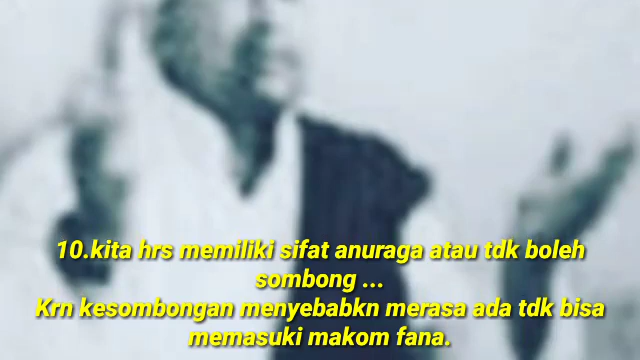 10.kita hrs memiliki sifat anuraga atau tdk boleh
sombong ...
Krn kesombongan menyebabkn merasa ada tdk bisa
memasuki makom fana.